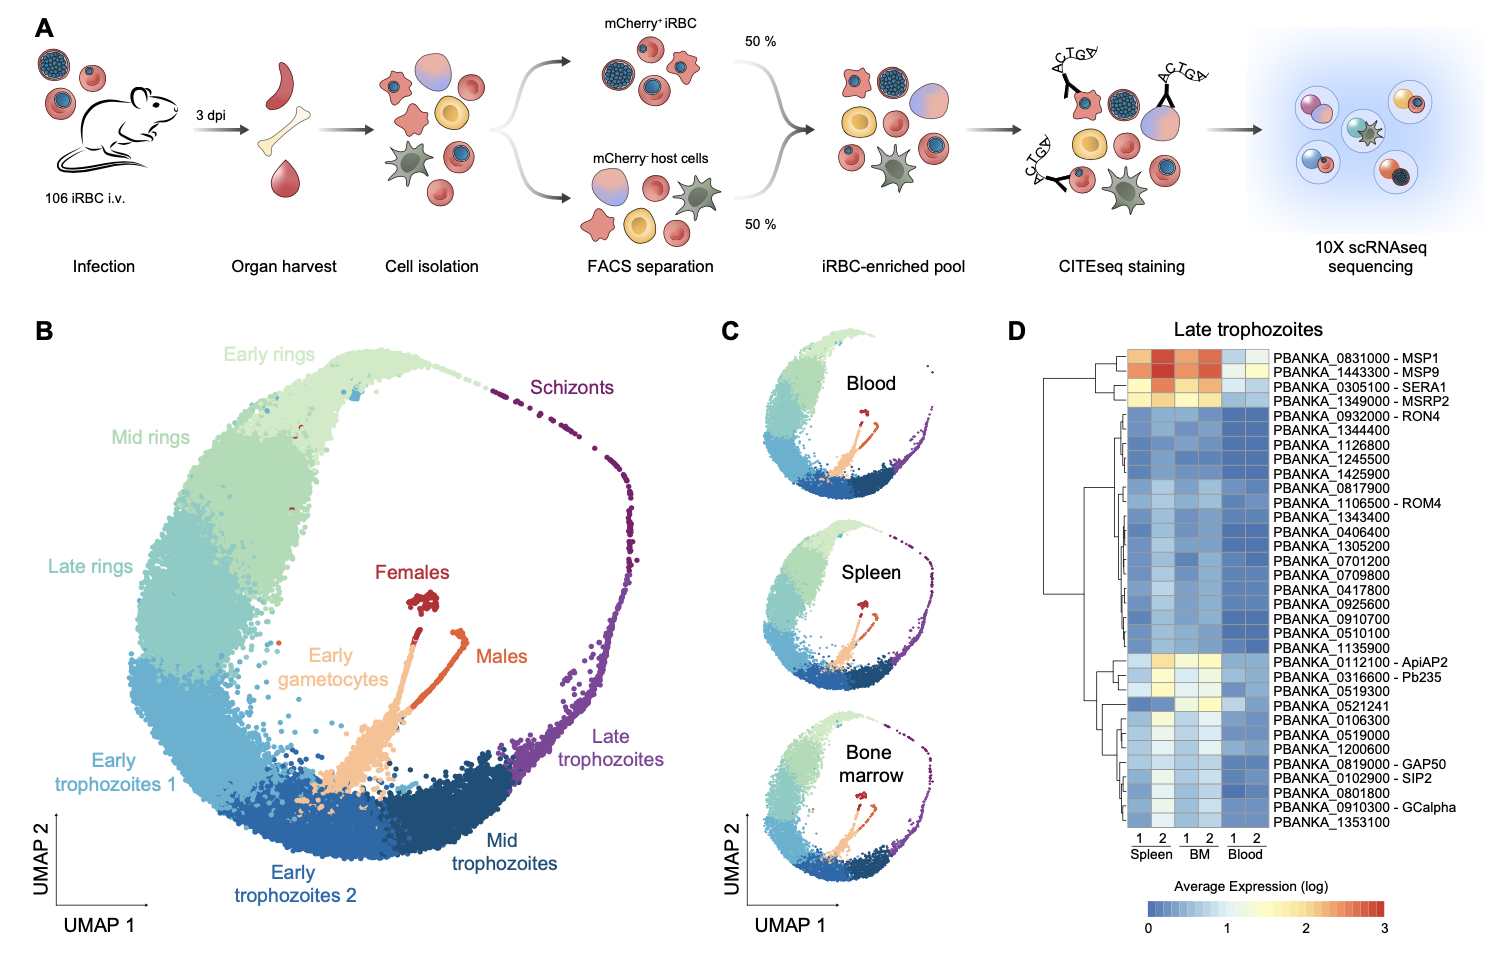 A
3 dpi
106 iRBC i.v.
mCherry+ iRBC
50 %
mCherry- host cells
50 %
ACTGA
ACTGA
ACTGA
Infection
Organ harvest
Cell isolation
FACS separation
iRBC-enriched pool
CITEseq staining
10X scRNAseq
sequencing
B
Early rings
Schizonts
Mid rings
Late rings
Females
Early
gametocytes
Males
Early
trophozoites 1
Late
trophozoites
Mid
trophozoites
Early
trophozoites 2
UMAP 2
UMAP 1
C
Blood
Spleen
Bone
marrow
UMAP 2
UMAP 1
D
Late trophozoites
PBANKA_0831000 - MSP1
PBANKA_1443300 - MSP9
PBANKA_0305100 - SERA1
PBANKA_1349000 - MSRP2
PBANKA_0932000 - RON4
PBANKA_1344400
PBANKA_1126800
PBANKA_1245500
PBANKA_1425900
PBANKA_0817900
PBANKA_1106500 - ROM4
PBANKA_1343400
PBANKA_0406400
PBANKA_1305200
PBANKA_0701200
PBANKA_0709800
PBANKA_0417800
PBANKA_0925600
PBANKA_0910700
PBANKA_0510100
PBANKA_1135900
PBANKA_0112100 - ApiAP2
PBANKA_0316600 - Pb235
PBANKA_0519300
PBANKA_0521241
PBANKA_0106300
PBANKA_0519000
PBANKA_1200600
PBANKA_0819000 - GAP50
PBANKA_0102900 - SIP2
PBANKA_0801800
PBANKA_0910300 - GCalpha
PBANKA_1353100
1 2 1 2 1 2
Spleen BM Blood
Average Expression (log)
0 1 2 3